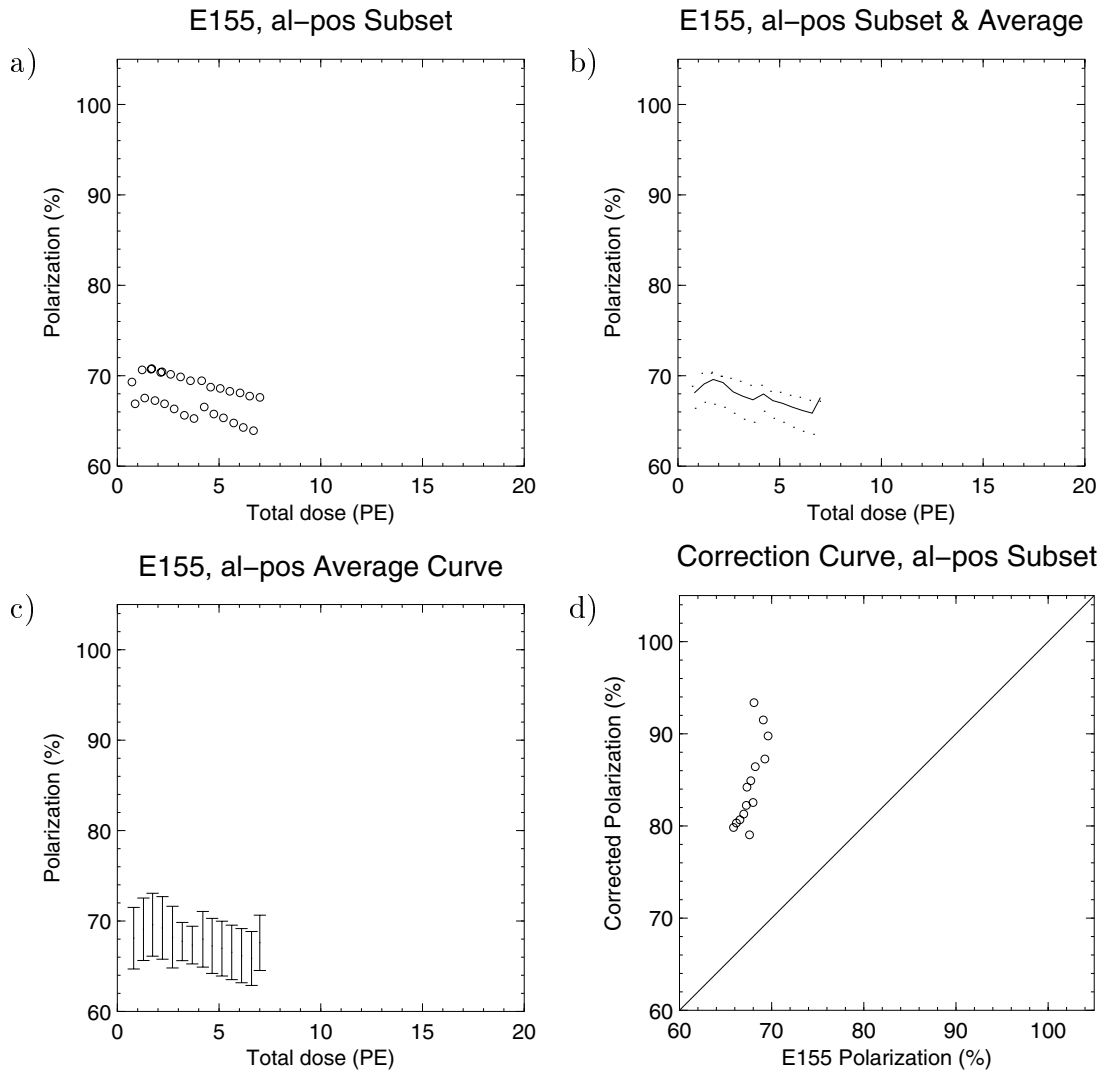 E155, al−pos Subset
a)
100
90
80
70
60
Polarization (%)
0 5 10 15 20
Total dose (PE)
E155, al−pos Subset & Average
b)
100
90
80
70
60
Polarization (%)
0 5 10 15 20
Total dose (PE)
E155, al−pos Average Curve
c)
100
90
80
70
60
Polarization (%)
0 5 10 15 20
Total dose (PE)
Correction Curve, al−pos Subset
d)
100
90
80
70
60
Corrected Polarization (%)
60 70 80 90 100
E155 Polarization (%)